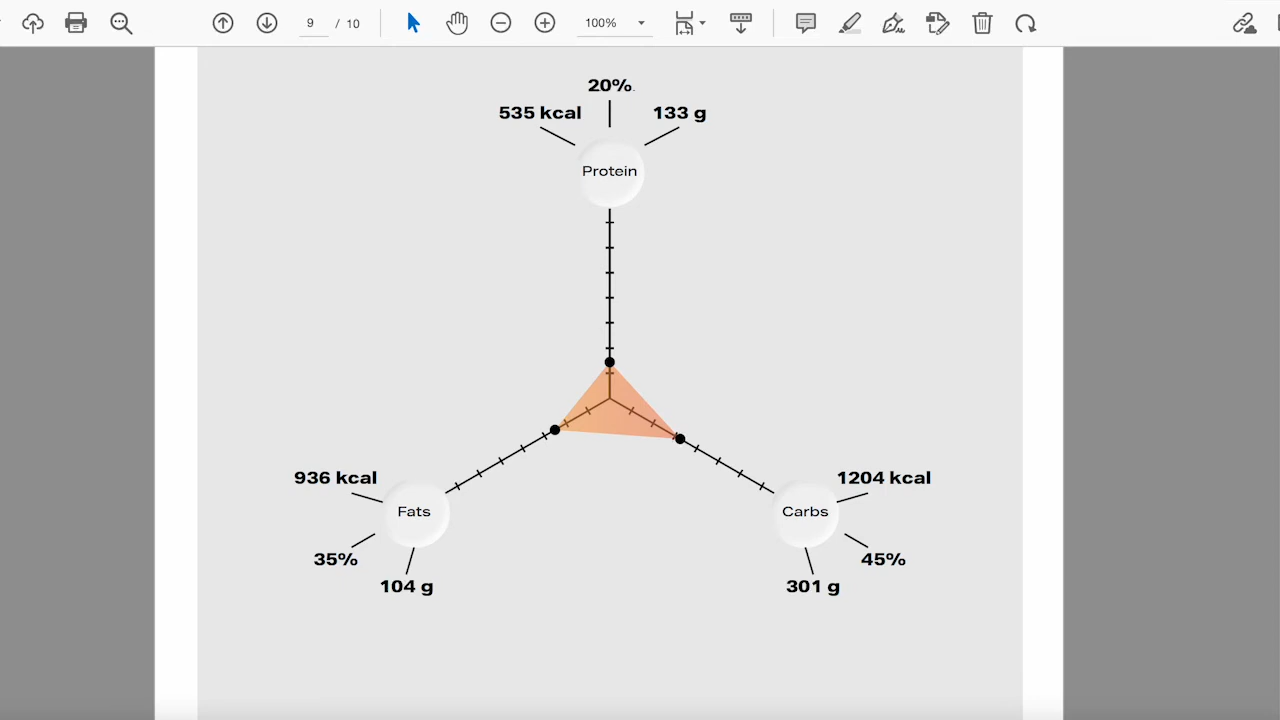 9 / 10
100%
20%
535 kcal
133 g
Protein
936 kcal
1204 kcal
Fats
Carbs
35%
45%
104 g
301 g